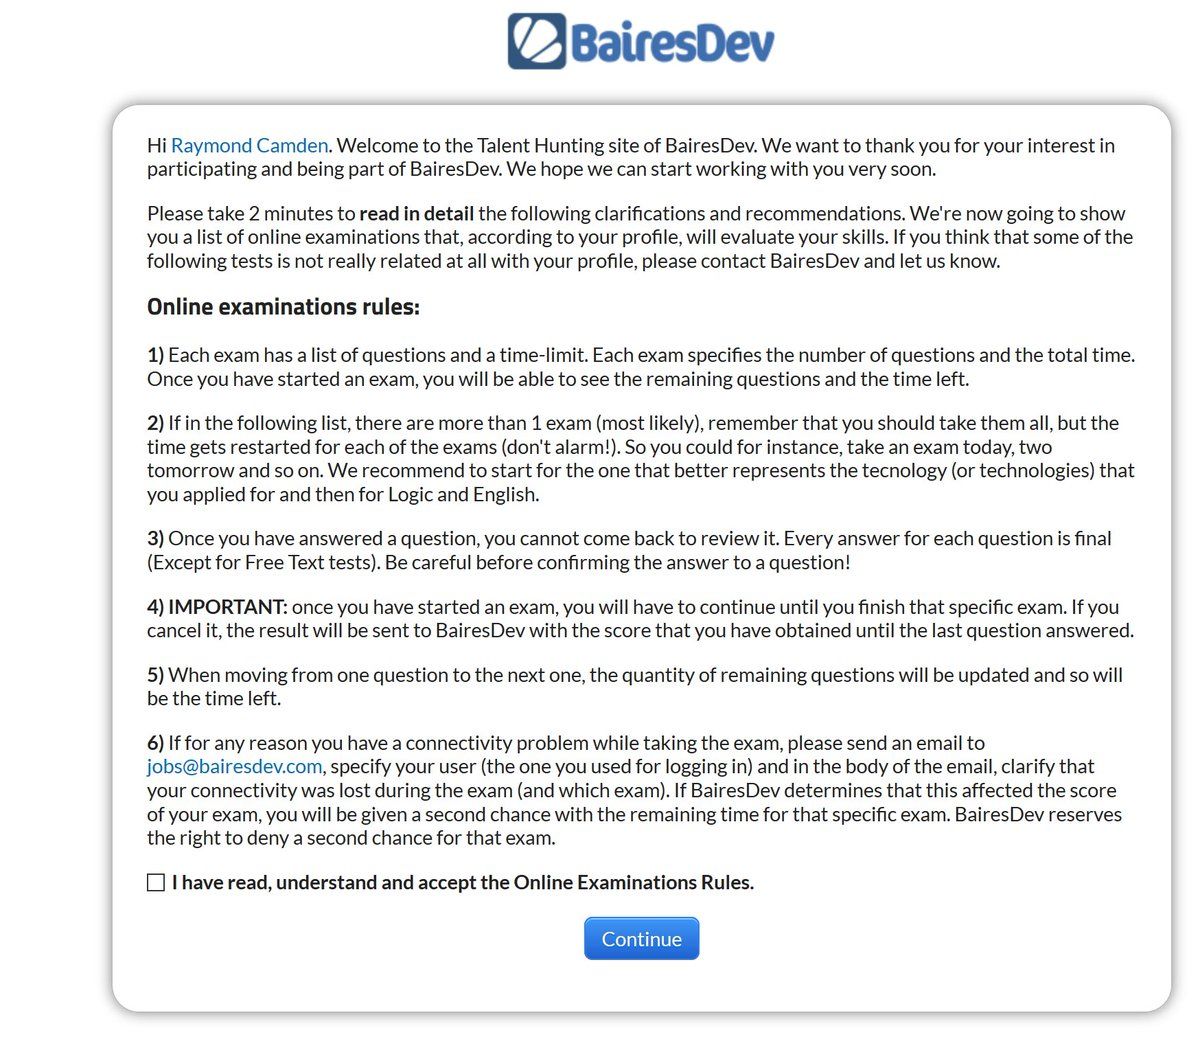 BairesDev
Hi Raymond Camden. Welcome to the Talent Hunting site of BairesDev. We want to thank you for your interest in
participating and being part of BairesDev. We hope we can start working with you very soon.
Please take 2 minutes to read in detail the following clarifications and recommendations. We're now going to show
you a list of online examinations that, according to your profile, will evaluate your skills. If you think that some of the
following tests is not really related at all with your profile, please contact BairesDev and let us know.
Online examinations rules:
1) Each exam has a list of questions and a time-limit. Each exam specifies the number of questions and the total time.
Once you have started an exam, you will be able to see the remaining questions and the time left.
2) If in the following list, there are more than 1 exam (most likely), remember that you should take them all, but the
time gets restarted for each of the exams (don't alarm!). So you could for instance, take an exam today, two
tomorrow and so on. We recommend to start for the one that better represents the tecnology (or technologies) that
you applied for and then for Logic and English.
3) Once you have answered a question, you cannot come back to review it. Every answer for each question is final
(Except for Free Text tests). Be careful before confirming the answer to a question!
4) IMPORTANT: once you have started an exam, you will have to continue until you finish that specific exam. If you
cancel it, the result will be sent to BairesDev with the score that you have obtained until the last question answered.
5) When moving from one question to the next one, the quantity of remaining questions will be updated and so will
be the time left.
6) If for any reason you have a connectivity problem while taking the exam, please send an email to
jobs@bairesdev.com, specify your user (the one you used for logging in) and in the body of the email, clarify that
your connectivity was lost during the exam (and which exam). If BairesDev determines that this affected the score
of your exam, you will be given a second chance with the remaining time for that specific exam. BairesDev reserves
the right to deny a second chance for that exam.
I have read, understand and accept the Online Examinations Rules.
Continue